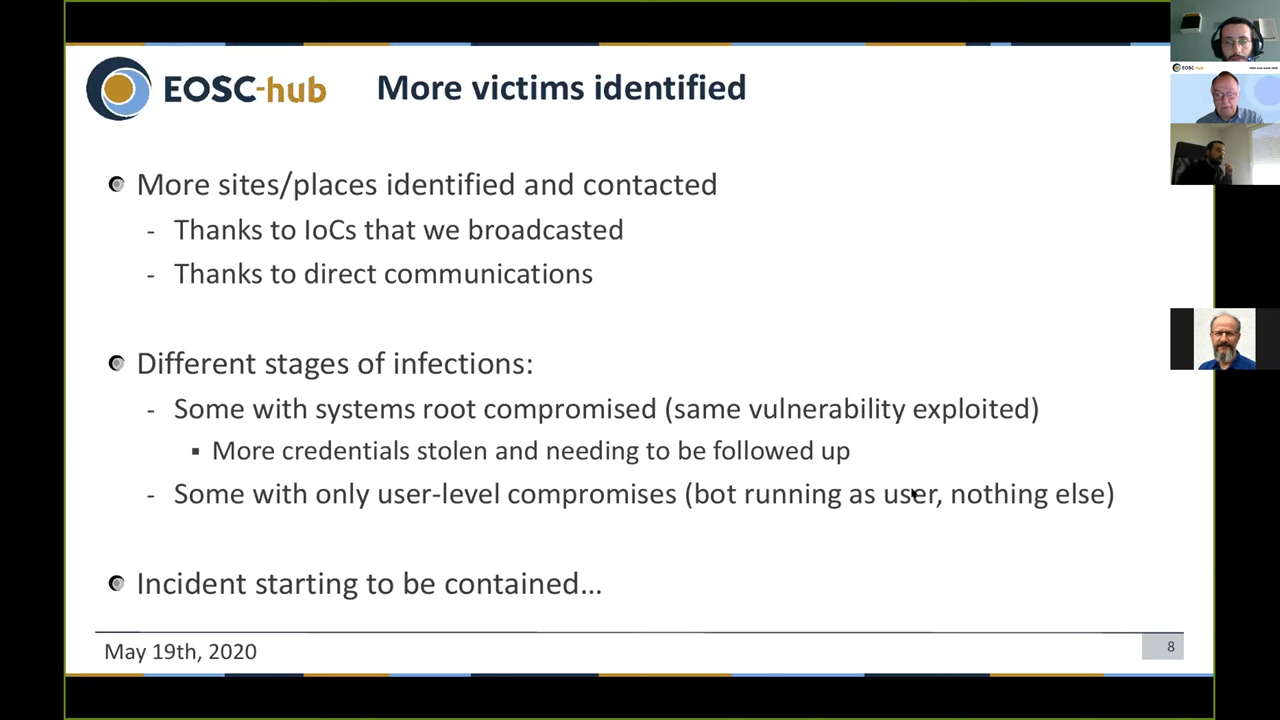 EOSC-hub
More victims identified
More sites/places identified and contacted
- Thanks to IoCs that we broadcasted
- Thanks to direct communications
Different stages of infections:
- Some with systems root compromised (same vulnerability exploited)
▪ More credentials stolen and needing to be followed up
- Some with only user-level compromises (bot running as user, nothing else)
Incident starting to be contained...
May 19th, 2020
8
EOSC-hub